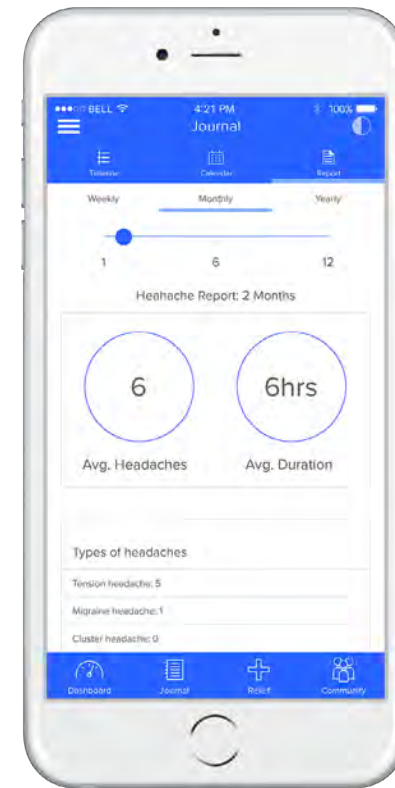 BELL 4:21 PM 100%
Journal
Timeline Calendar Report
Weekly Monthly Yearly
1 6 12
Heahache Report: 2 Months
6 6hrs
Avg. Headaches Avg. Duration
Types of headaches
Tension headache: 5
Migraine headache: 1
Cluster headache: 0
Dashboard Journal Relief Community